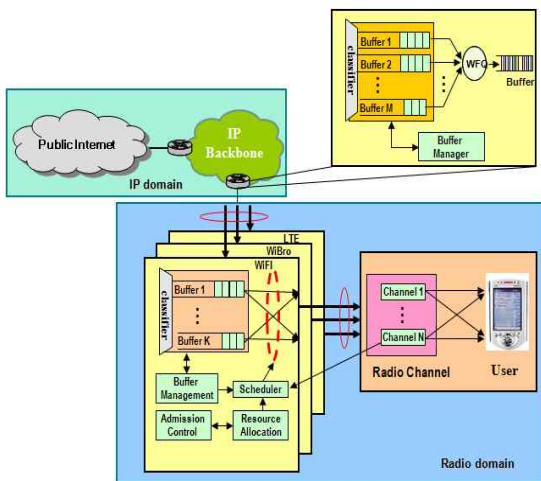 classifier
Buffer 1
Buffer 2
Buffer M
WFQ
Buffer
Buffer
Manager
Public Internet
IP
Backbone
IP domain
LTE
WiBro
WiFi
classifier
Buffer 1
Buffer K
Buffer
Management
Scheduler
Admission
Control
Resource
Allocation
Channel 1
Channel N
Radio Channel
User
Radio domain